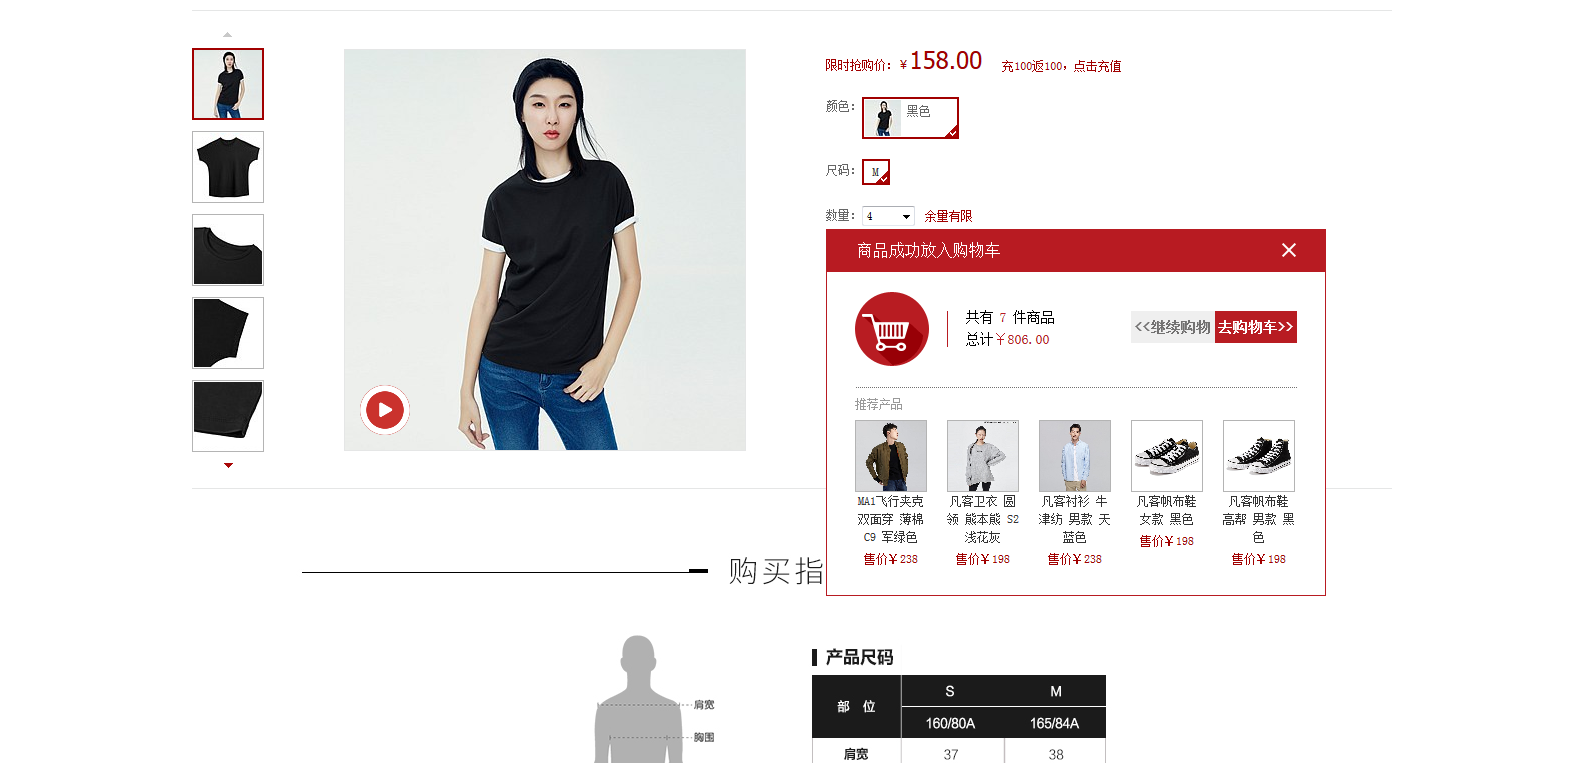 限时抢购价：￥158.00 充100返100，点击充值
颜色： 黑色
尺码： M
数量： 4 余量有限
商品成功放入购物车
共有 7 件商品
总计￥806.00
<<继续购物 去购物车>>
推荐产品
MA1飞行夹克
双面穿 薄棉
C9 军绿色
售价￥238
凡客卫衣 圆
领 熊本熊 S2
浅花灰
售价￥198
凡客衬衫 牛
津纺 男款 天
蓝色
售价￥238
凡客帆布鞋
女款 黑色
售价￥198
凡客帆布鞋
高帮 男款 黑
色
售价￥198
购买指
肩宽
胸围
产品尺码
部 位 S M
160/80A 165/84A
肩宽 37 38